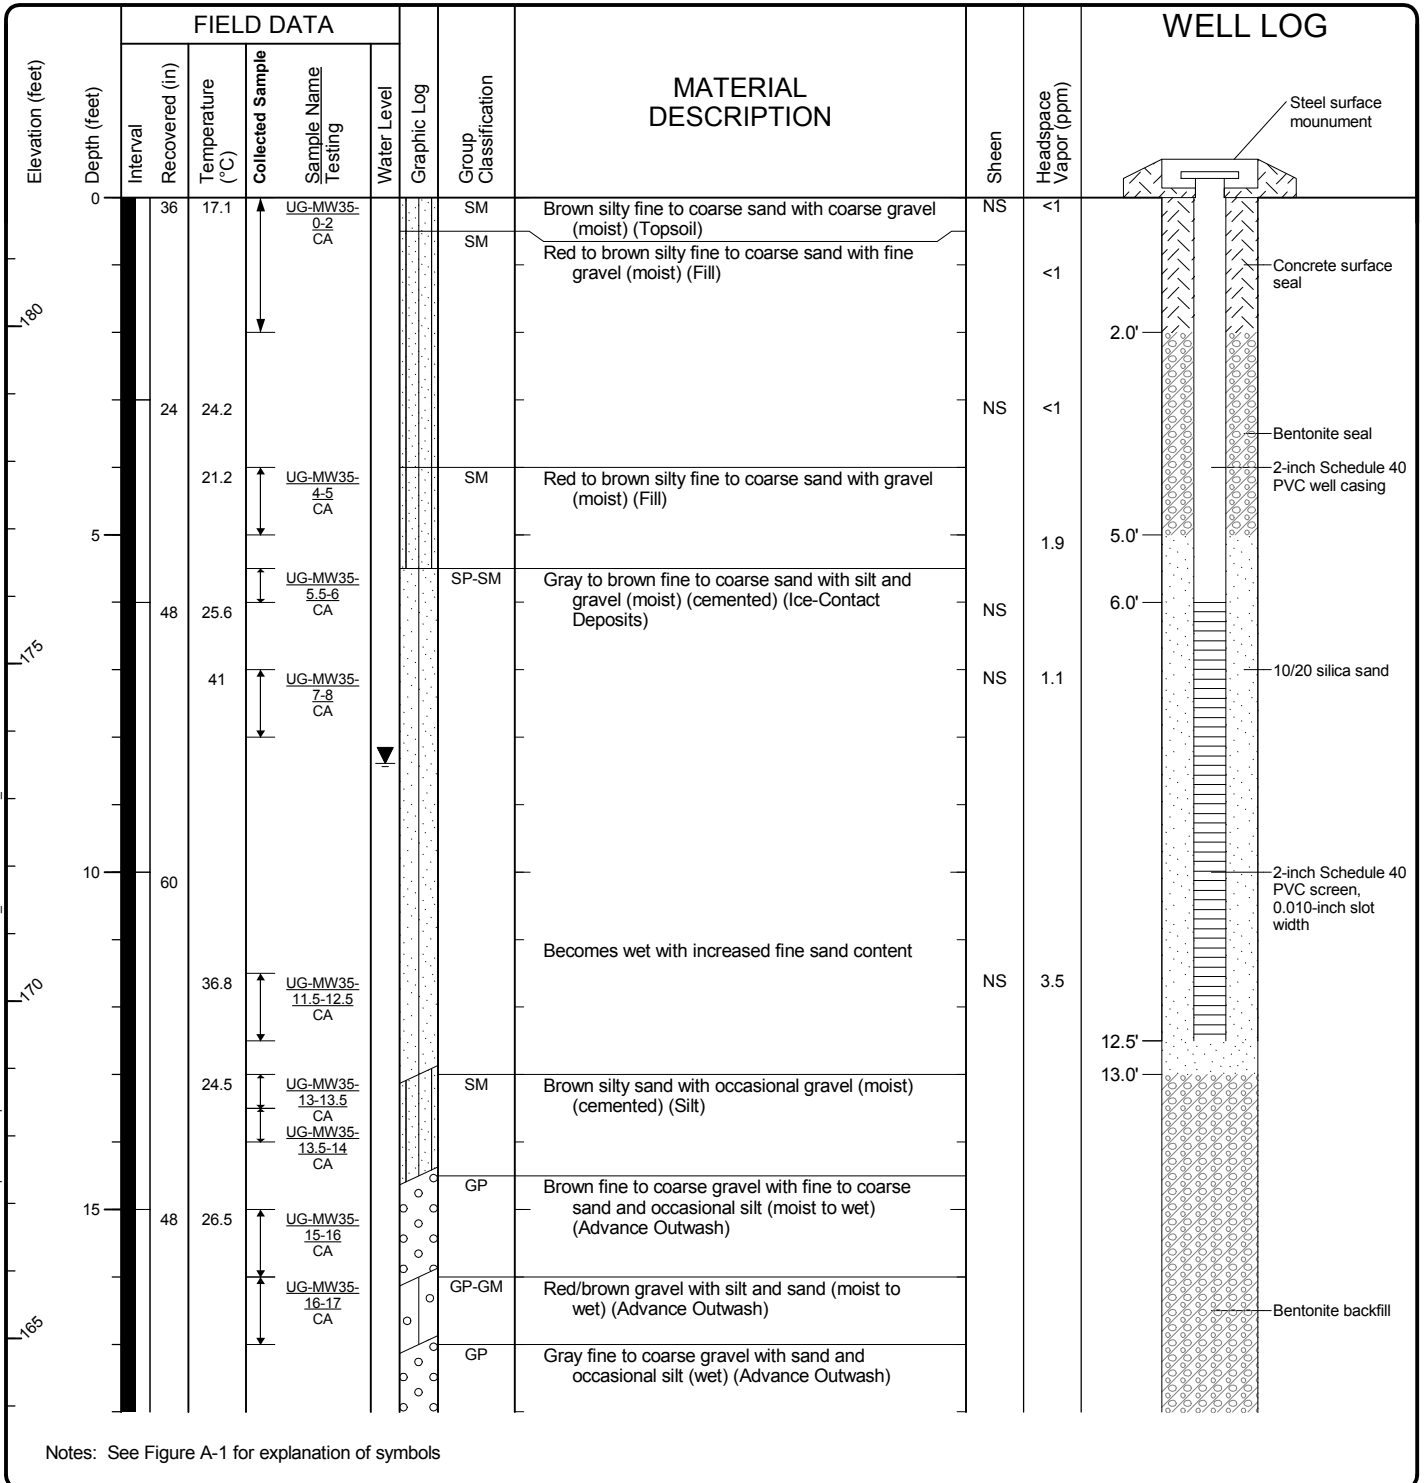 FIELD DATA
WELL LOG
Elevation (feet)
Depth (feet)
Interval
Recovered (in)
Temperature
(°C)
Collected Sample
Sample Name
Testing
Water Level
Graphic Log
Group
Classification
MATERIAL
DESCRIPTION
Sheen
Headspace
Vapor (ppm)
Steel surface
mounument
0
36
17.1
UG-MW35-
0-2
CA
SM
Brown silty fine to coarse sand with coarse gravel
(moist) (Topsoil)
NS
<1
SM
Red to brown silty fine to coarse sand with fine
gravel (moist) (Fill)
<1
Concrete surface
seal
180
2.0'
24
24.2
NS
<1
Bentonite seal
2-inch Schedule 40
PVC well casing
21.2
UG-MW35-
4-5
CA
SM
Red to brown silty fine to coarse sand with gravel
(moist) (Fill)
5
1.9
5.0'
UG-MW35-
5.5-6
CA
SP-SM
Gray to brown fine to coarse sand with silt and
gravel (moist) (cemented) (Ice-Contact
Deposits)
48
25.6
NS
6.0'
175
41
UG-MW35-
7-8
CA
NS
1.1
10/20 silica sand
10
60
2-inch Schedule 40
PVC screen,
0.010-inch slot
width
Becomes wet with increased fine sand content
170
36.8
UG-MW35-
11.5-12.5
CA
NS
3.5
12.5'
13.0'
24.5
UG-MW35-
13-13.5
CA
SM
Brown silty sand with occasional gravel (moist)
(cemented) (Silt)
UG-MW35-
13.5-14
CA
GP
Brown fine to coarse gravel with fine to coarse
sand and occasional silt (moist to wet)
(Advance Outwash)
15
48
26.5
UG-MW35-
15-16
CA
UG-MW35-
16-17
CA
GP-GM
Red/brown gravel with silt and sand (moist to
wet) (Advance Outwash)
Bentonite backfill
165
GP
Gray fine to coarse gravel with sand and
occasional silt (wet) (Advance Outwash)
Notes: See Figure A-1 for explanation of symbols